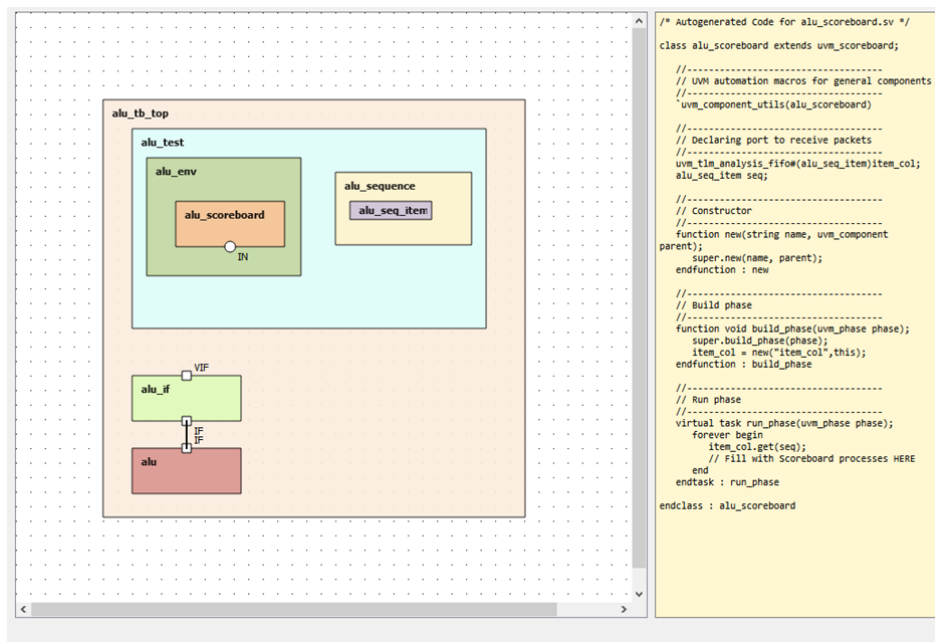 alu_tb_top
alu_test
alu_env
alu_scoreboard
IN
alu_sequence
alu_seq_item
VIF
alu_if
IF
IF
alu
/* Autogenerated Code for alu_scoreboard.sv */
class alu_scoreboard extends uvm_scoreboard;
//-----------------------------------
// UVM automation macros for general components
//-----------------------------------
`uvm_component_utils(alu_scoreboard)
//-----------------------------------
// Declaring port to receive packets
//-----------------------------------
uvm_tlm_analysis_fifo#(alu_seq_item)item_col;
alu_seq_item seq;
//-----------------------------------
// Constructor
//-----------------------------------
function new(string name, uvm_component
parent);
super.new(name, parent);
endfunction : new
//-----------------------------------
// Build phase
//-----------------------------------
function void build_phase(uvm_phase phase);
super.build_phase(phase);
item_col = new("item_col",this);
endfunction : build_phase
//-----------------------------------
// Run phase
//-----------------------------------
virtual task run_phase(uvm_phase phase);
forever begin
item_col.get(seq);
// Fill with Scoreboard processes HERE
end
endtask : run_phase
endclass : alu_scoreboard